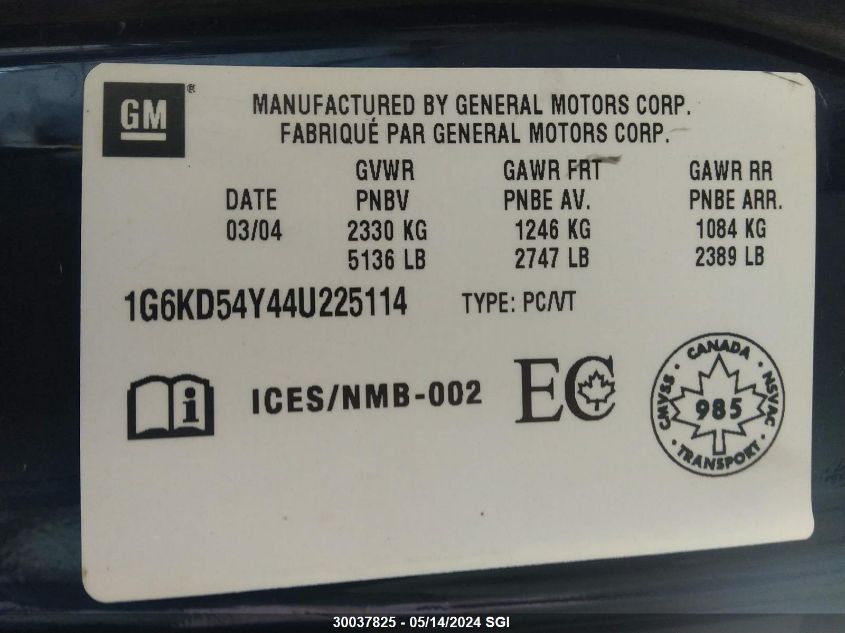 GM®
MANUFACTURED BY GENERAL MOTORS CORP.
FABRIQUÉ PAR GENERAL MOTORS CORP.
GVWR GAWR FRT GAWR RR
DATE PNBV PNBE AV. PNBE ARR.
03/04 2330 KG 1246 KG 1084 KG
5136 LB 2747 LB 2389 LB
1G6KD54Y44U225114 TYPE: PC/VT
i ICES/NMB-002 EC
CANADA
CMVSS 985 NSVAC
TRANSPORT
30037825 - 05/14/2024 SGI